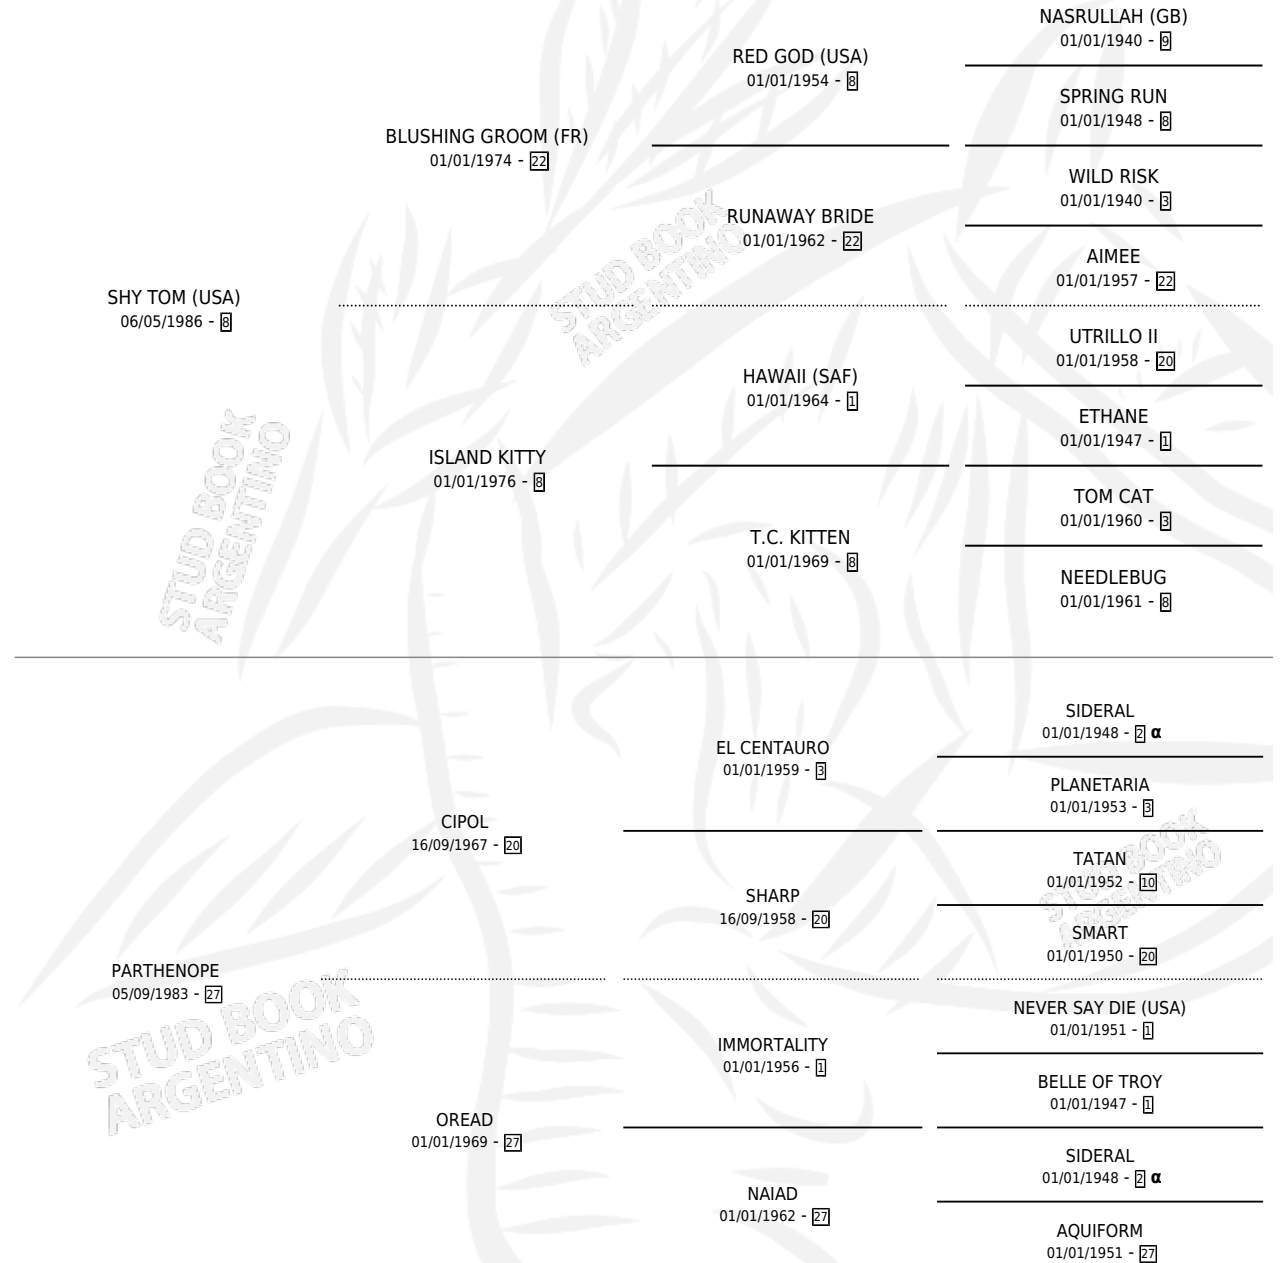 NASRULLAH (GB)
01/01/1940 - 9
RED GOD (USA)
01/01/1954 - 8
SPRING RUN
01/01/1948 - 8
BLUSHING GROOM (FR)
01/01/1974 - 22
WILD RISK
01/01/1940 - 3
RUNAWAY BRIDE
01/01/1962 - 22
AIMEE
01/01/1957 - 22
SHY TOM (USA)
06/05/1986 - 8
UTRILLO II
01/01/1958 - 20
HAWAII (SAF)
01/01/1964 - 1
ETHANE
01/01/1947 - 1
ISLAND KITTY
01/01/1976 - 8
TOM CAT
01/01/1960 - 3
T.C. KITTEN
01/01/1969 - 8
NEEDLEBUG
01/01/1961 - 8
SIDERAL
01/01/1948 - 2 α
EL CENTAURO
01/01/1959 - 3
PLANETARIA
01/01/1953 - 3
CIPOL
16/09/1967 - 20
TATAN
01/01/1952 - 10
SHARP
16/09/1958 - 20
SMART
01/01/1950 - 20
PARTHENOPE
05/09/1983 - 27
NEVER SAY DIE (USA)
01/01/1951 - 1
IMMORTALITY
01/01/1956 - 1
BELLE OF TROY
01/01/1947 - 1
OREAD
01/01/1969 - 27
SIDERAL
01/01/1948 - 2 α
NAIAD
01/01/1962 - 27
AQUIFORM
01/01/1951 - 27
STUD BOOK
ARGENTINO
STUD BOOK
ARGENTINO
STUD BOOK
ARGENTINO
STUD BOOK
ARGENTINO